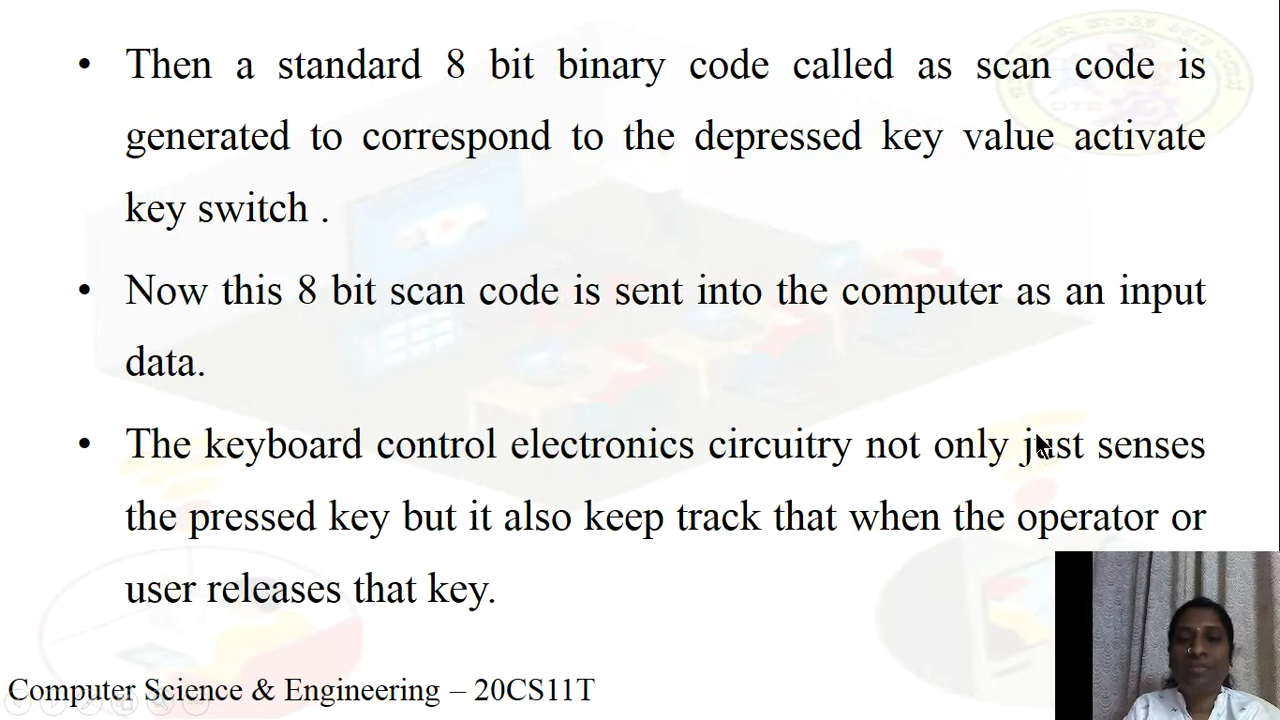 • Then a standard 8 bit binary code called as scan code is
generated to correspond to the depressed key value activate
key switch .
• Now this 8 bit scan code is sent into the computer as an input
data.
• The keyboard control electronics circuitry not only just senses
the pressed key but it also keep track that when the operator or
user releases that key.
Computer Science & Engineering – 20CS11T